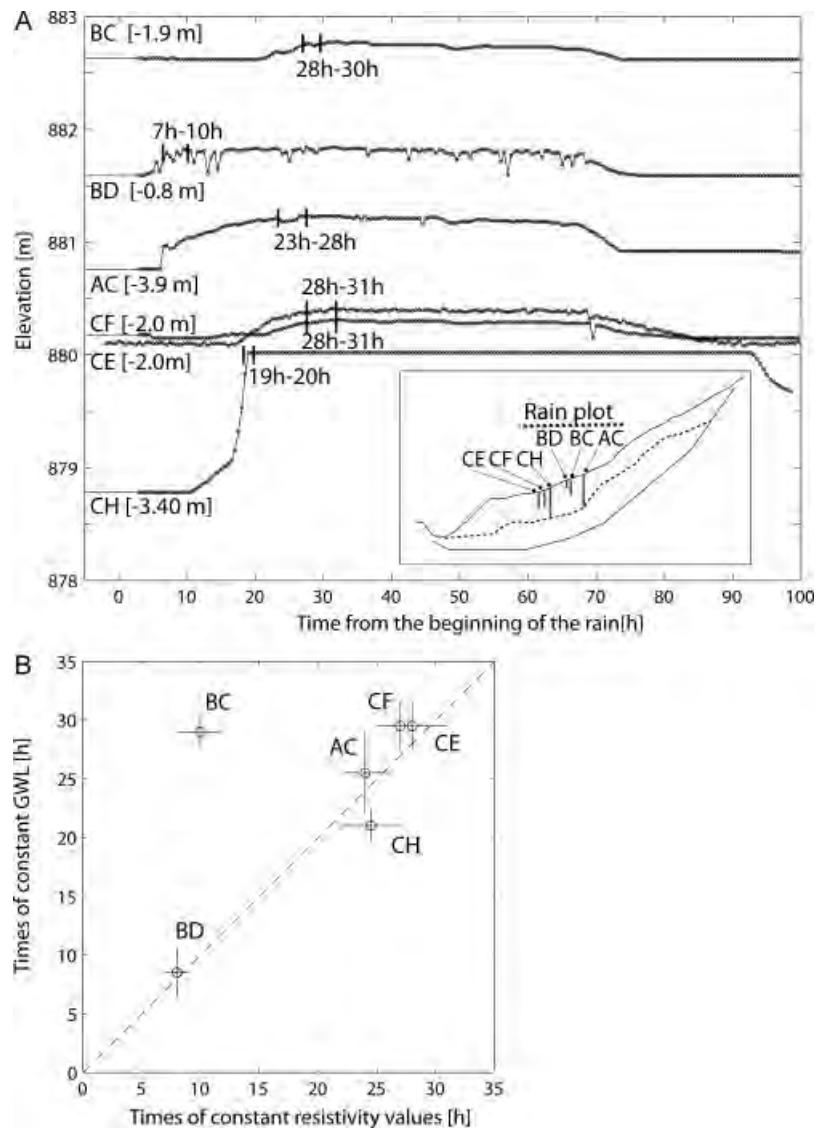 A
883
BC [-1.9 m]
28h-30h
882
7h-10h
BD [-0.8 m]
881
23h-28h
AC [-3.9 m]
28h-31h
CF [-2.0 m]
880
28h-31h
CE [-2.0m]
19h-20h
Rain plot
BD BC AC
CE CF CH
879
CH [-3.40 m]
878
Elevation [m]
0 10 20 30 40 50 60 70 80 90 100
Time from the beginning of the rain[h]
B
35
BC
CF
30
CE
AC
25
CH
20
15
BD
10
5
0
Times of constant GWL [h]
0 5 10 15 20 25 30 35
Times of constant resistivity values [h]